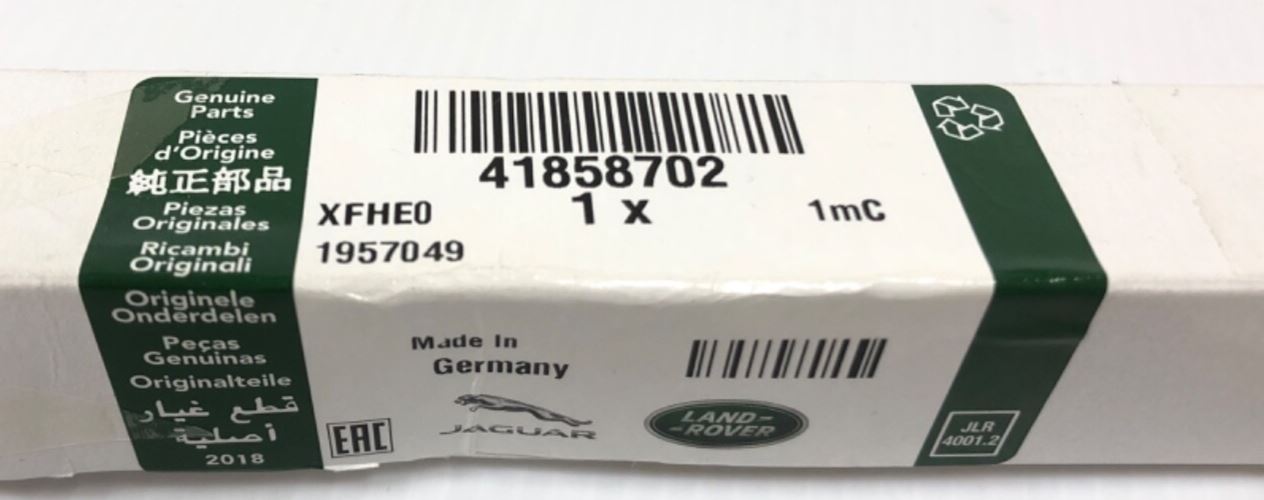 Genuine
Parts
Pièces
d'Origine
純正部品
Piezas
Originales
Ricambi
Originali
Originele
Onderdelen
Peças
Genuinas
Originalteile
قطع غيار
أصلية
2018
41858702
XFHE0
1 x
1mC
1957049
Made In
Germany
EAC
JAGUAR
LAND-
-ROVER
JLR
4001.2